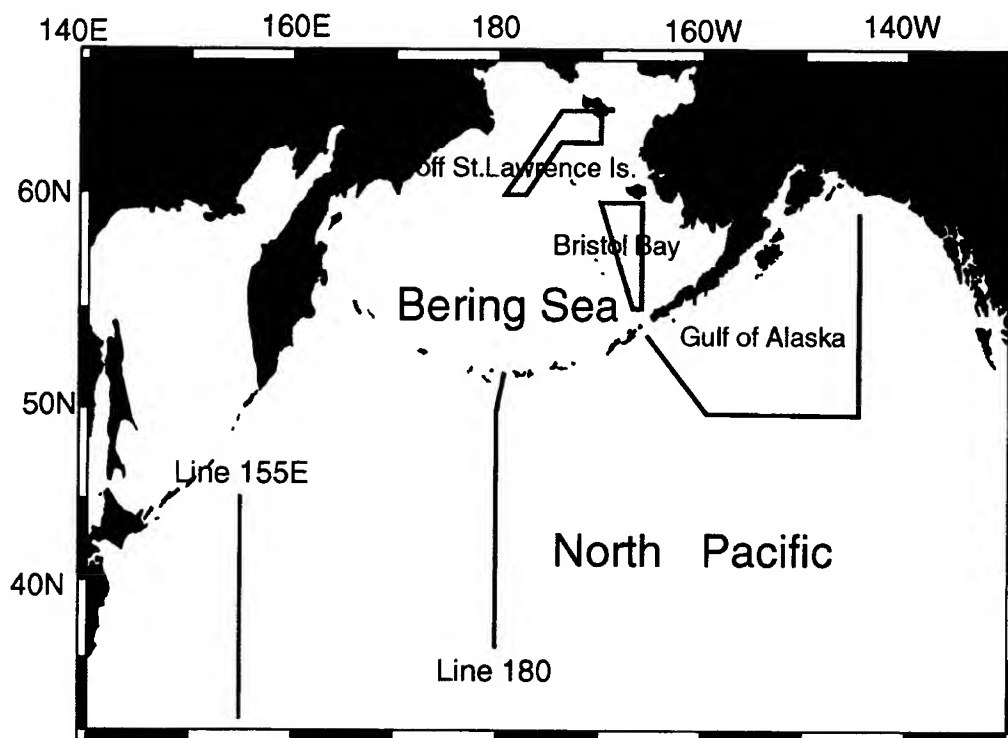 140E 160E 180 160W 140W
off St.Lawrence Is.
60N
Bristol Bay
Bering Sea
Gulf of Alaska
50N
Line 155E
North Pacific
40N
Line 180